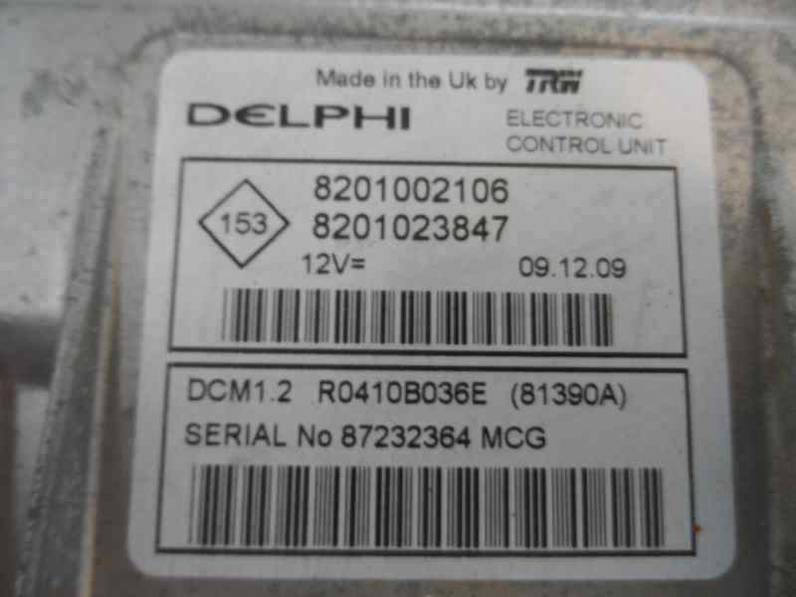 Made in the Uk by TRW
DELPHI ELECTRONIC
CONTROL UNIT
8201002106
153
8201023847
12V= 09.12.09
DCM1.2 R0410B036E (81390A)
SERIAL No 87232364 MCG